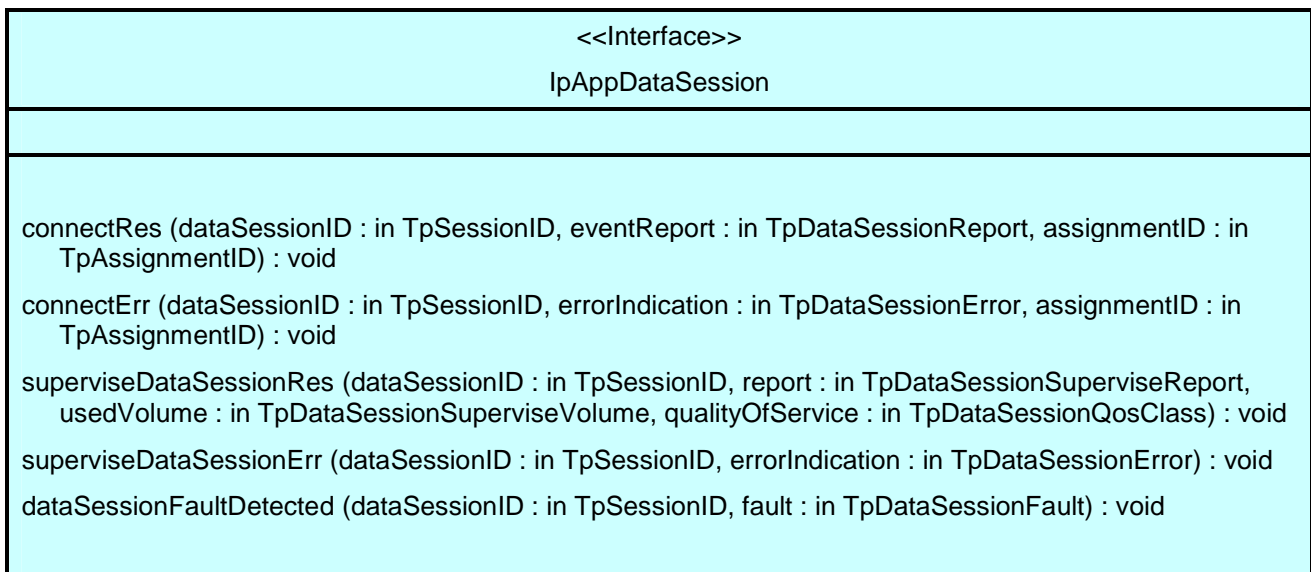 <<Interface>>
IpAppDataSession
connectRes (dataSessionID : in TpSessionID, eventReport : in TpDataSessionReport, assignmentID : in
TpAssignmentID) : void
connectErr (dataSessionID : in TpSessionID, errorIndication : in TpDataSessionError, assignmentID : in
TpAssignmentID) : void
superviseDataSessionRes (dataSessionID : in TpSessionID, report : in TpDataSessionSuperviseReport,
usedVolume : in TpDataSessionSuperviseVolume, qualityOfService : in TpDataSessionQosClass) : void
superviseDataSessionErr (dataSessionID : in TpSessionID, errorIndication : in TpDataSessionError) : void
dataSessionFaultDetected (dataSessionID : in TpSessionID, fault : in TpDataSessionFault) : void